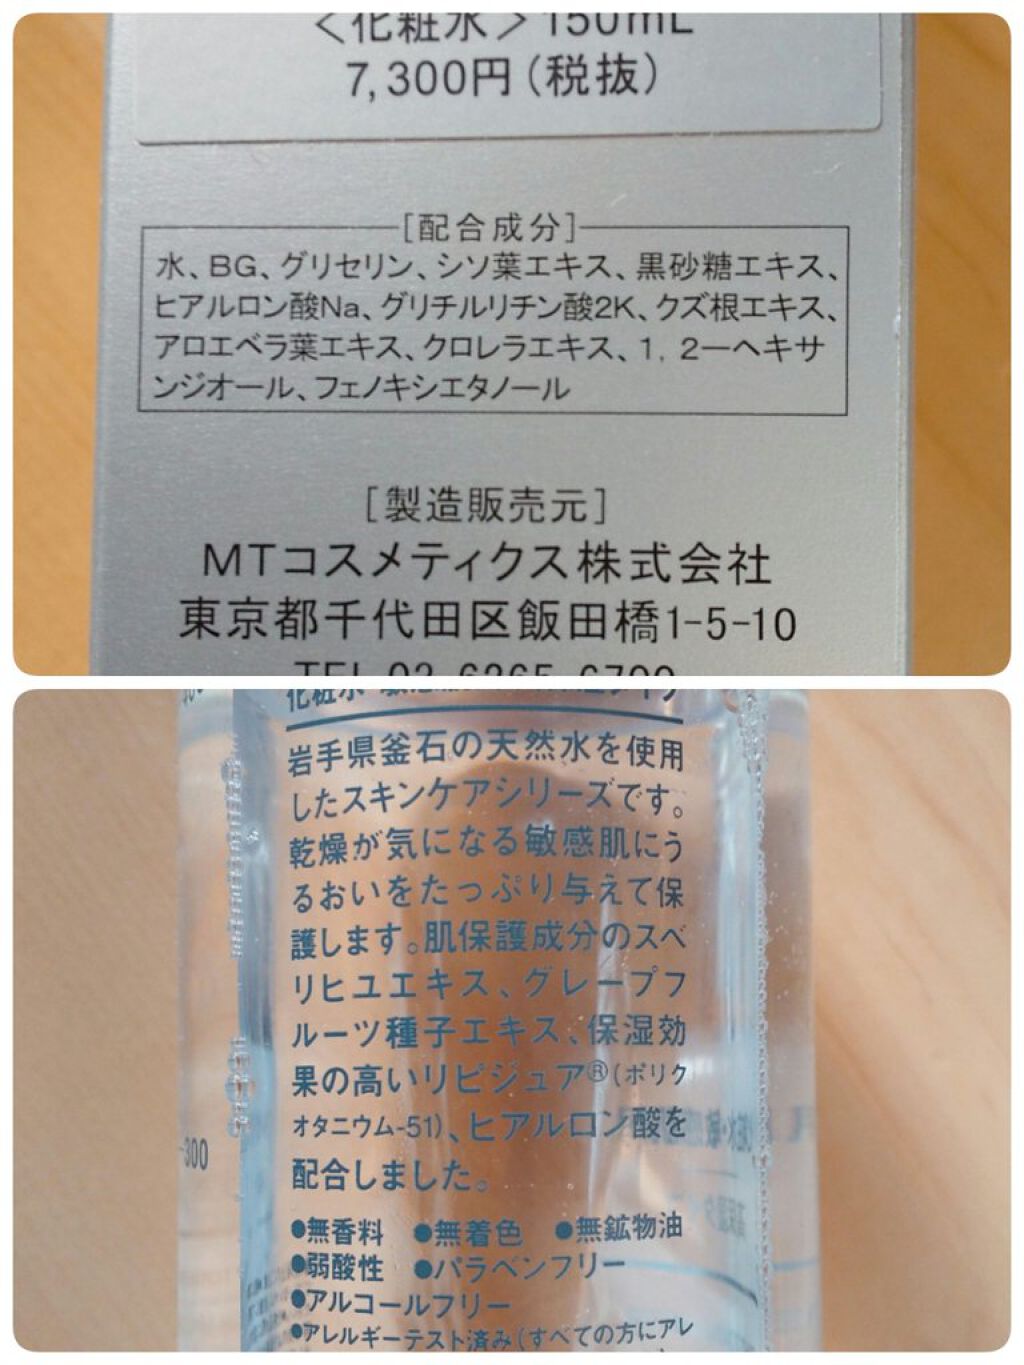 <化粧水>150mL
7,300円(税抜)
[配合成分]
水、BG、グリセリン、シソ葉エキス、黒砂糖エキス、
ヒアルロン酸Na、グリチルリチン酸2K、クズ根エキス、
アロエベラ葉エキス、クロレラエキス、1, 2ーヘキサ
ンジオール、フェノキシエタノール
[製造販売元]
MTコスメティクス株式会社
東京都千代田区飯田橋1-5-10
TEL 03-6265-6700
化粧水
岩手県釜石の天然水を使用
したスキンケアシリーズです。
乾燥が気になる敏感肌にう
るおいをたっぷり与えて保
護します。肌保護成分のスベ
リヒユエキス、グレープフ
ルーツ種子エキス、保湿効
果の高いリピジュア®(ポリク
オタニウム-51)、ヒアルロン酸を
配合しました。
●無香料 ●無着色 ●無鉱物油
●弱酸性 ●パラベンフリー
●アルコールフリー
●アレルギーテスト済み(すべての方にアレ
-300